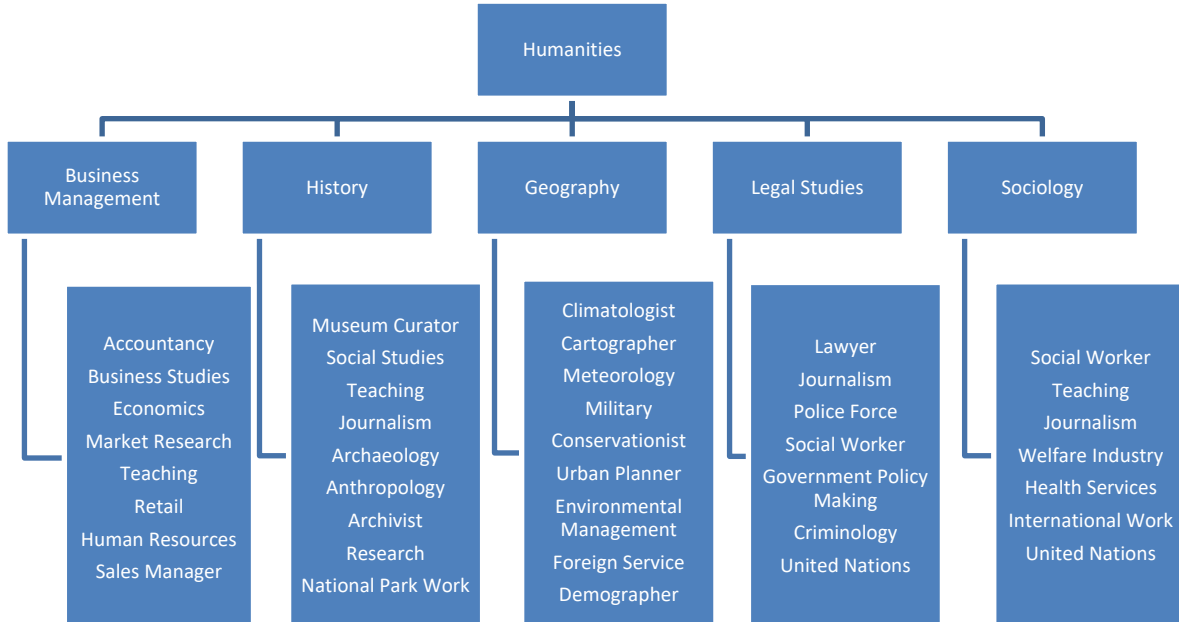 Humanities
Business
Management
History
Geography
Legal Studies
Sociology
Accountancy
Business Studies
Economics
Market Research
Teaching
Retail
Human Resources
Sales Manager
Museum Curator
Social Studies
Teaching
Journalism
Archaeology
Anthropology
Archivist
Research
National Park Work
Climatologist
Cartographer
Meteorology
Military
Conservationist
Urban Planner
Environmental
Management
Foreign Service
Demographer
Lawyer
Journalism
Police Force
Social Worker
Government Policy
Making
Criminology
United Nations
Social Worker
Teaching
Journalism
Welfare Industry
Health Services
International Work
United Nations